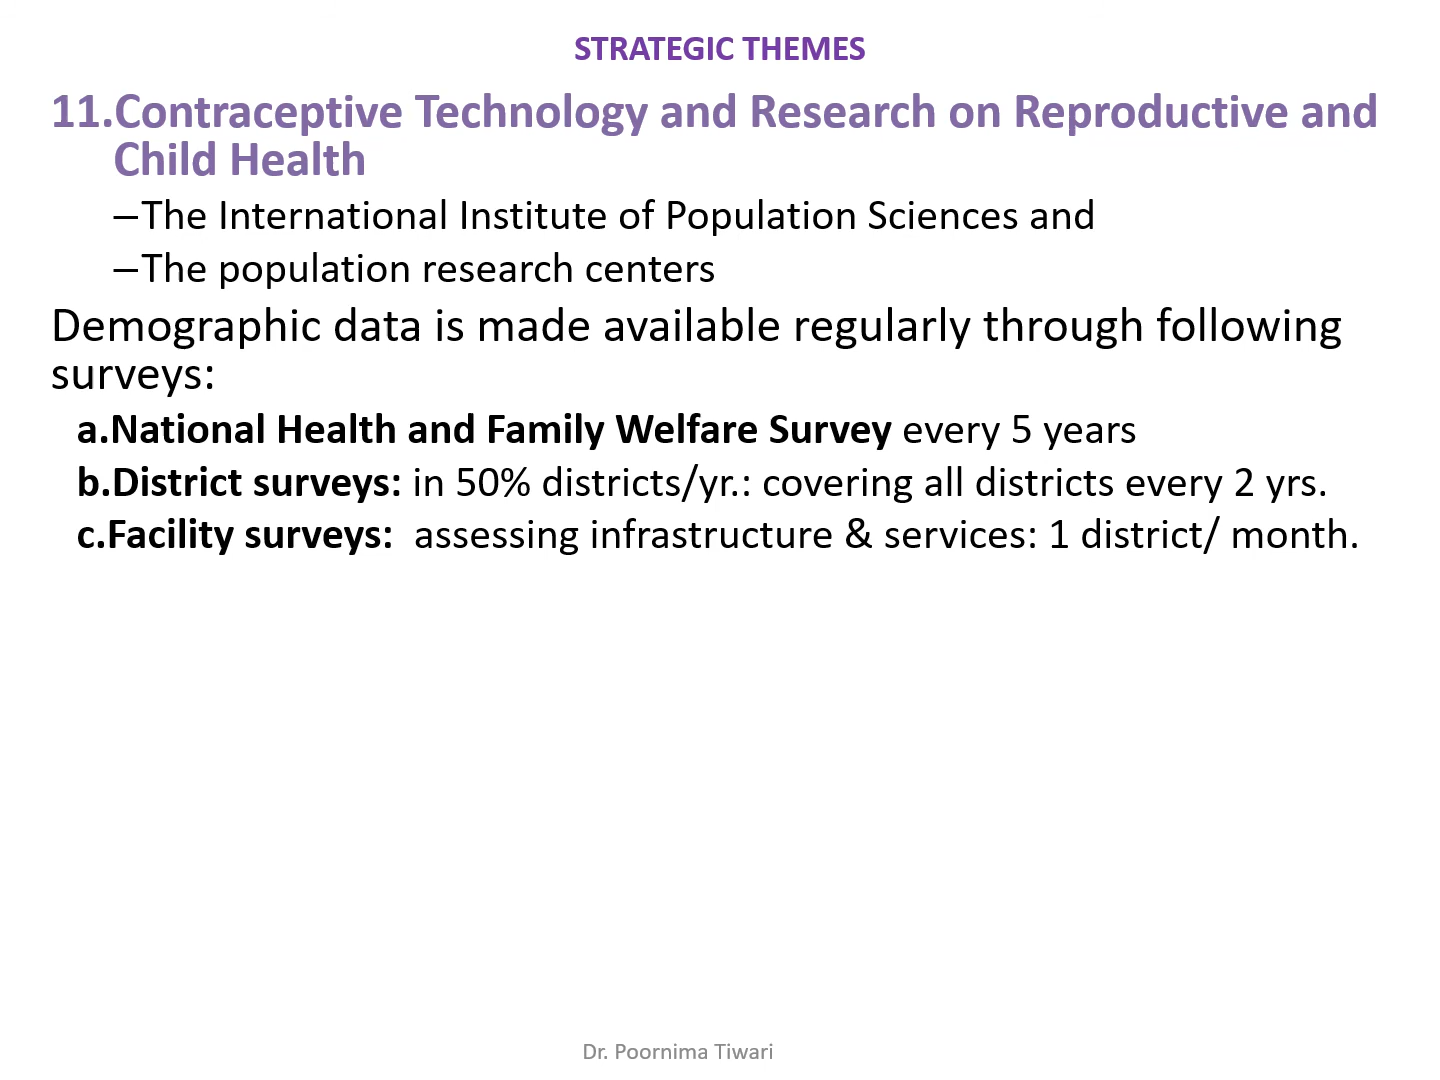 STRATEGIC THEMES
11.Contraceptive Technology and Research on Reproductive and
Child Health
–The International Institute of Population Sciences and
–The population research centers
Demographic data is made available regularly through following
surveys:
a.National Health and Family Welfare Survey every 5 years
b.District surveys: in 50% districts/yr.: covering all districts every 2 yrs.
c.Facility surveys:  assessing infrastructure & services: 1 district/ month.
Dr. Poornima Tiwari